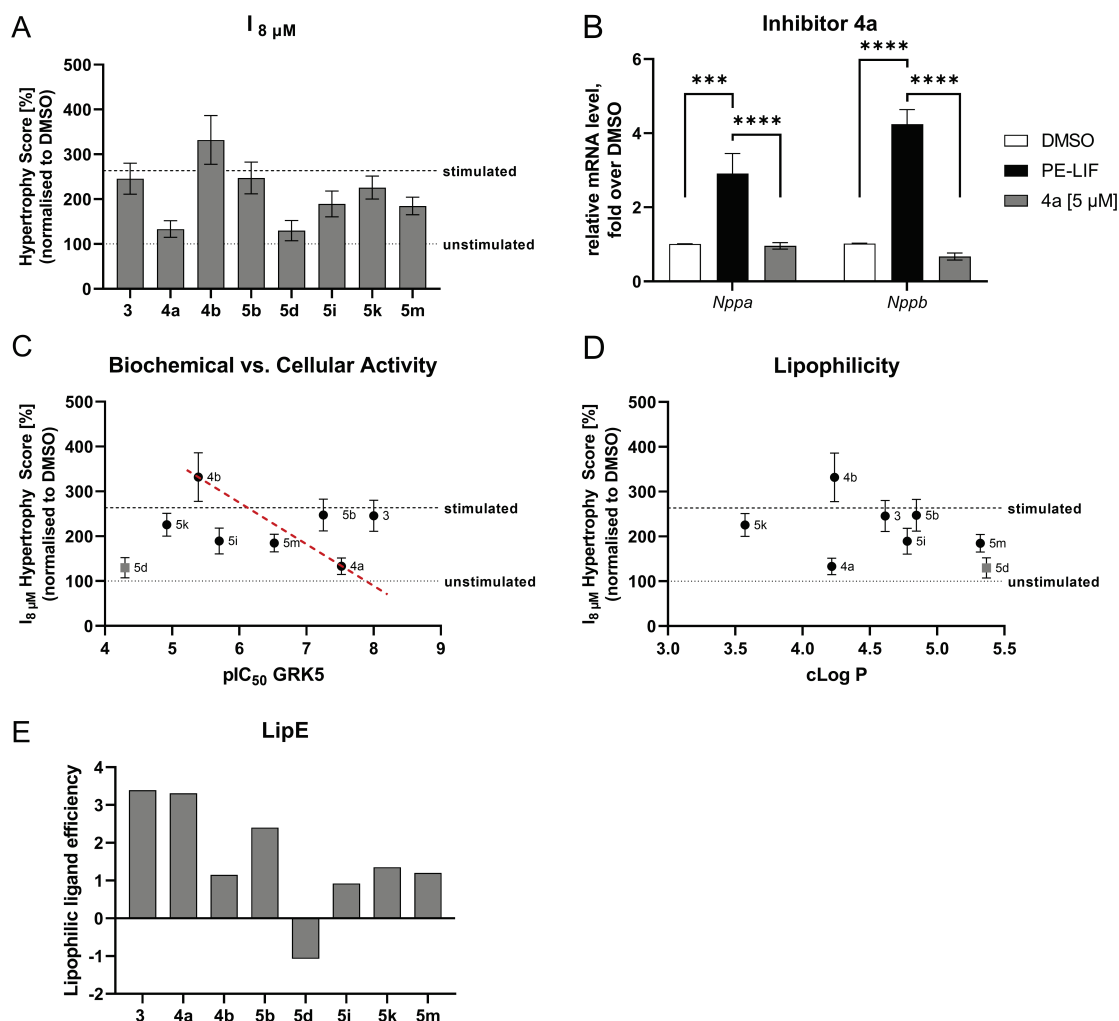 A
I 8 µM
Hypertrophy Score [%]
(normalised to DMSO)
500
400
300
200
100
0
stimulated
unstimulated
3 4a 4b 5b 5d 5i 5k 5m
B
Inhibitor 4a
relative mRNA level,
fold over DMSO
6
4
2
0
*** **** **** ****
Nppa Nppb
DMSO
PE-LIF
4a [5 µM]
C
Biochemical vs. Cellular Activity
I8 µM Hypertrophy Score [%]
(normalised to DMSO)
500
400
300
200
100
0
4b
stimulated
5k
5i
5m
5b
3
5d
4a
unstimulated
4 5 6 7 8 9
pIC50 GRK5
D
Lipophilicity
I8 µM Hypertrophy Score [%]
(normalised to DMSO)
500
400
300
200
100
0
4b
stimulated
5k
3
5b
5i
5m
4a
5d
unstimulated
3.0 3.5 4.0 4.5 5.0 5.5
cLog P
E
LipE
Lipophilic ligand efficiency
4
3
2
1
0
-1
-2
3 4a 4b 5b 5d 5i 5k 5m